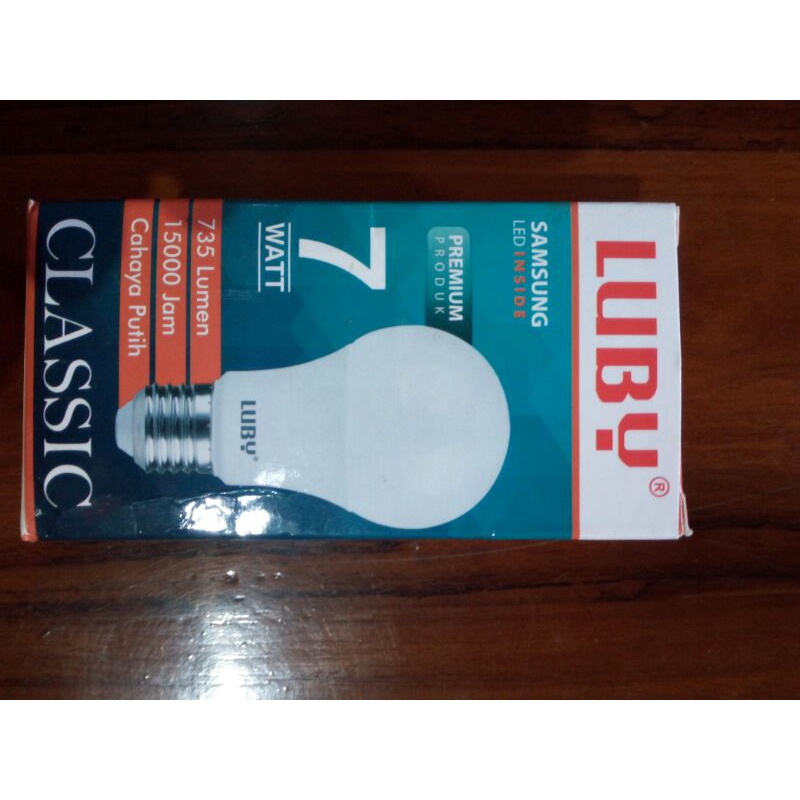 LUBY®
SAMSUNG
LED INSIDE
PREMIUM
PRODUK
7
WATT
LUBY®
735 Lumen
15000 Jam
Cahaya Putih
CLASSIC